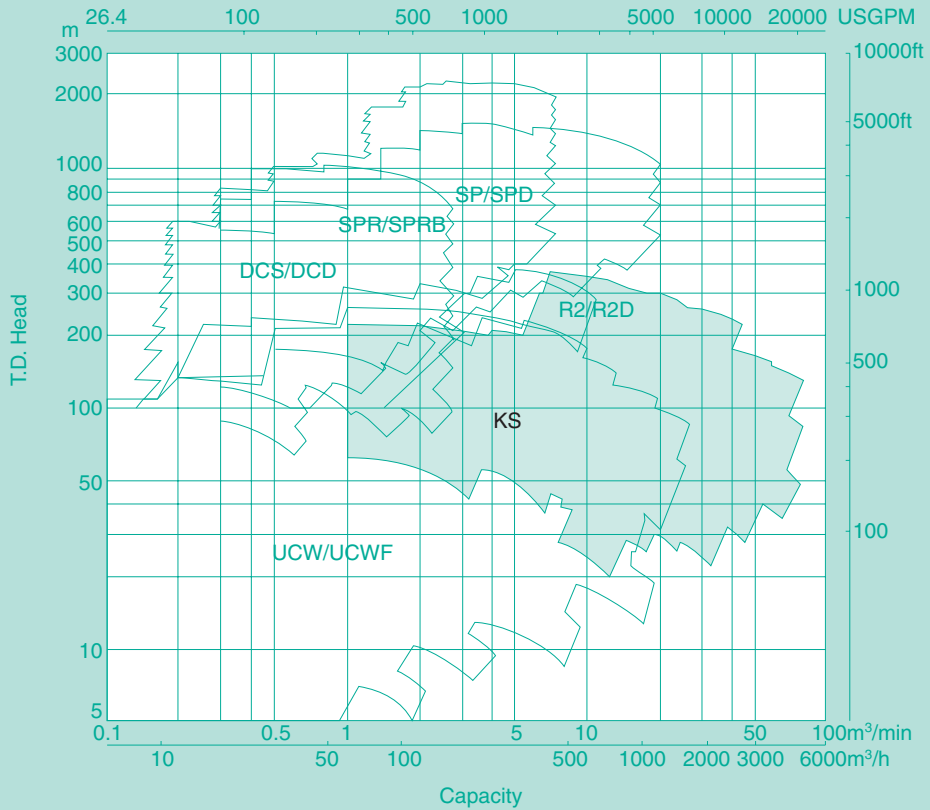 26.4 100 500 1000 5000 10000 20000 USGPM
m
3000 10000ft
2000
5000ft
1000
800 SP/SPD
600 SPR/SPRB
500
400 DCS/DCD
300 1000
R2/R2D
200
500
100
KS
50
100
UCW/UCWF
10
5
T.D. Head
0.1 0.5 1 5 10 50 100m³/min
10 50 100 500 1000 2000 3000 6000m³/h
Capacity